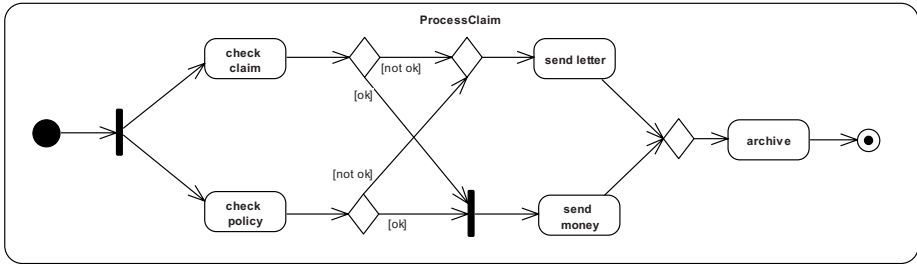 ProcessClaim
check
claim
send letter
[not ok]
[ok]
archive
[not ok]
check
policy
[ok]
send
money